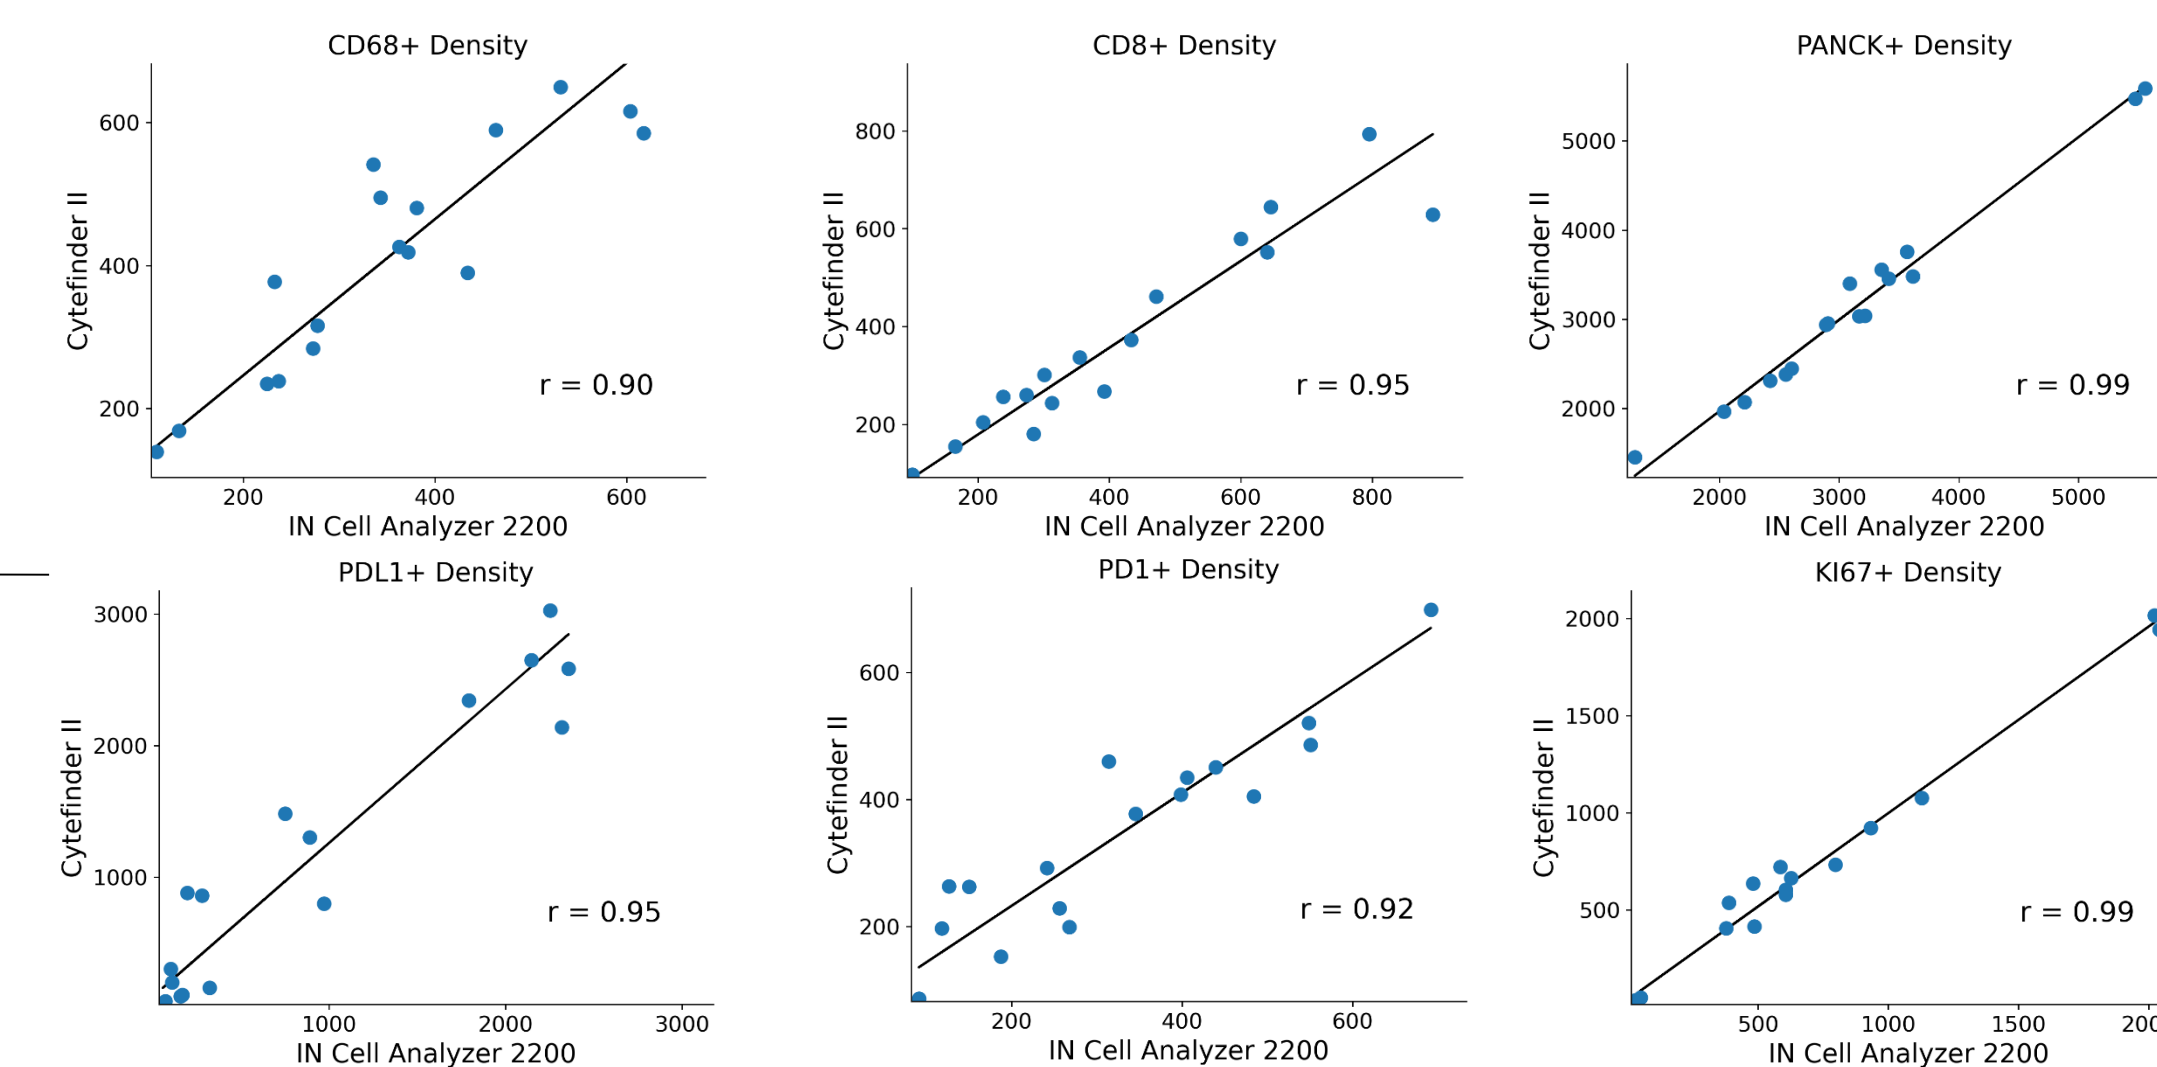 CD68+ Density
600
400
200
Cytefinder II
r = 0.90
200 400 600
IN Cell Analyzer 2200
CD8+ Density
800
600
400
200
Cytefinder II
r = 0.95
200 400 600 800
IN Cell Analyzer 2200
PANCK+ Density
5000
4000
3000
2000
Cytefinder II
r = 0.99
2000 3000 4000 5000
IN Cell Analyzer 2200
PDL1+ Density
3000
2000
1000
Cytefinder II
r = 0.95
1000 2000 3000
IN Cell Analyzer 2200
PD1+ Density
600
400
200
Cytefinder II
r = 0.92
200 400 600
IN Cell Analyzer 2200
KI67+ Density
2000
1500
1000
500
Cytefinder II
r = 0.99
500 1000 1500
IN Cell Analyzer 2200